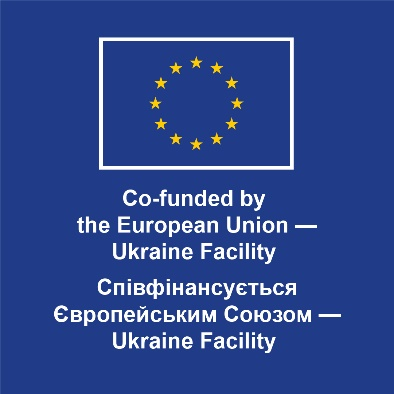 Co-funded by
the European Union —
Ukraine Facility
Співфінансується
Європейським Союзом —
Ukraine Facility